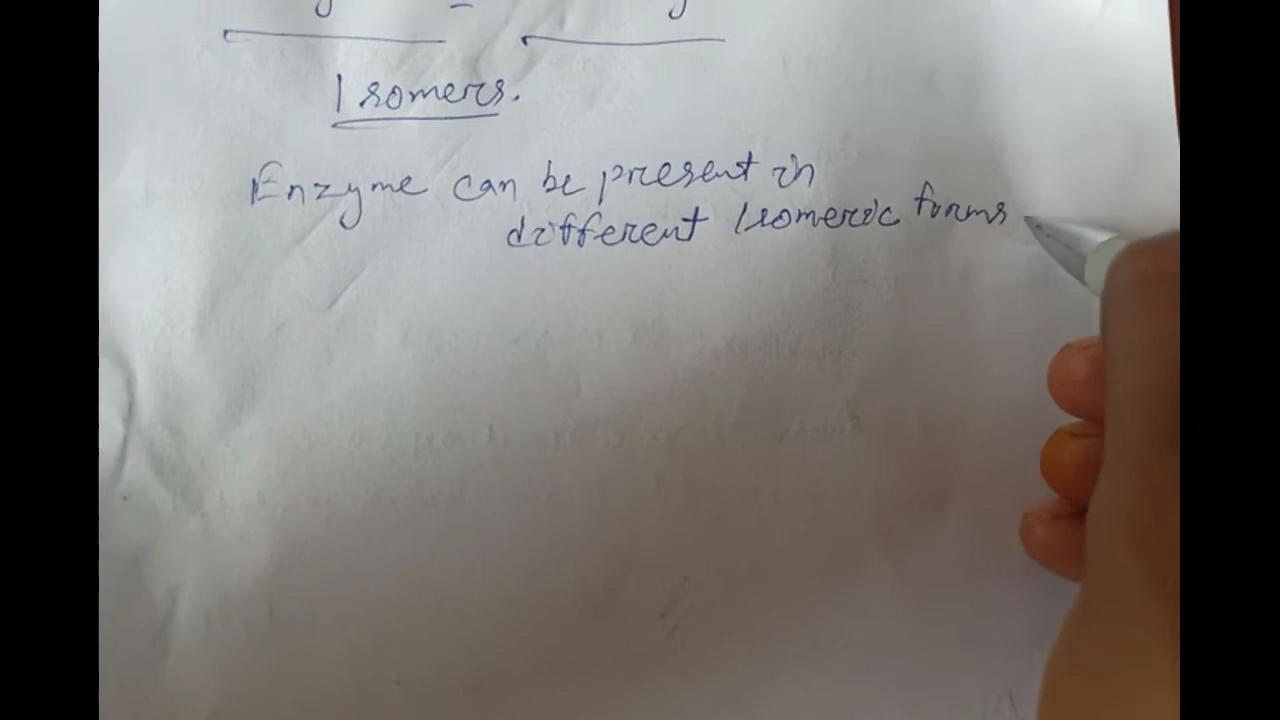 Isomers.
Enzyme can be present in
different Isomeric forms